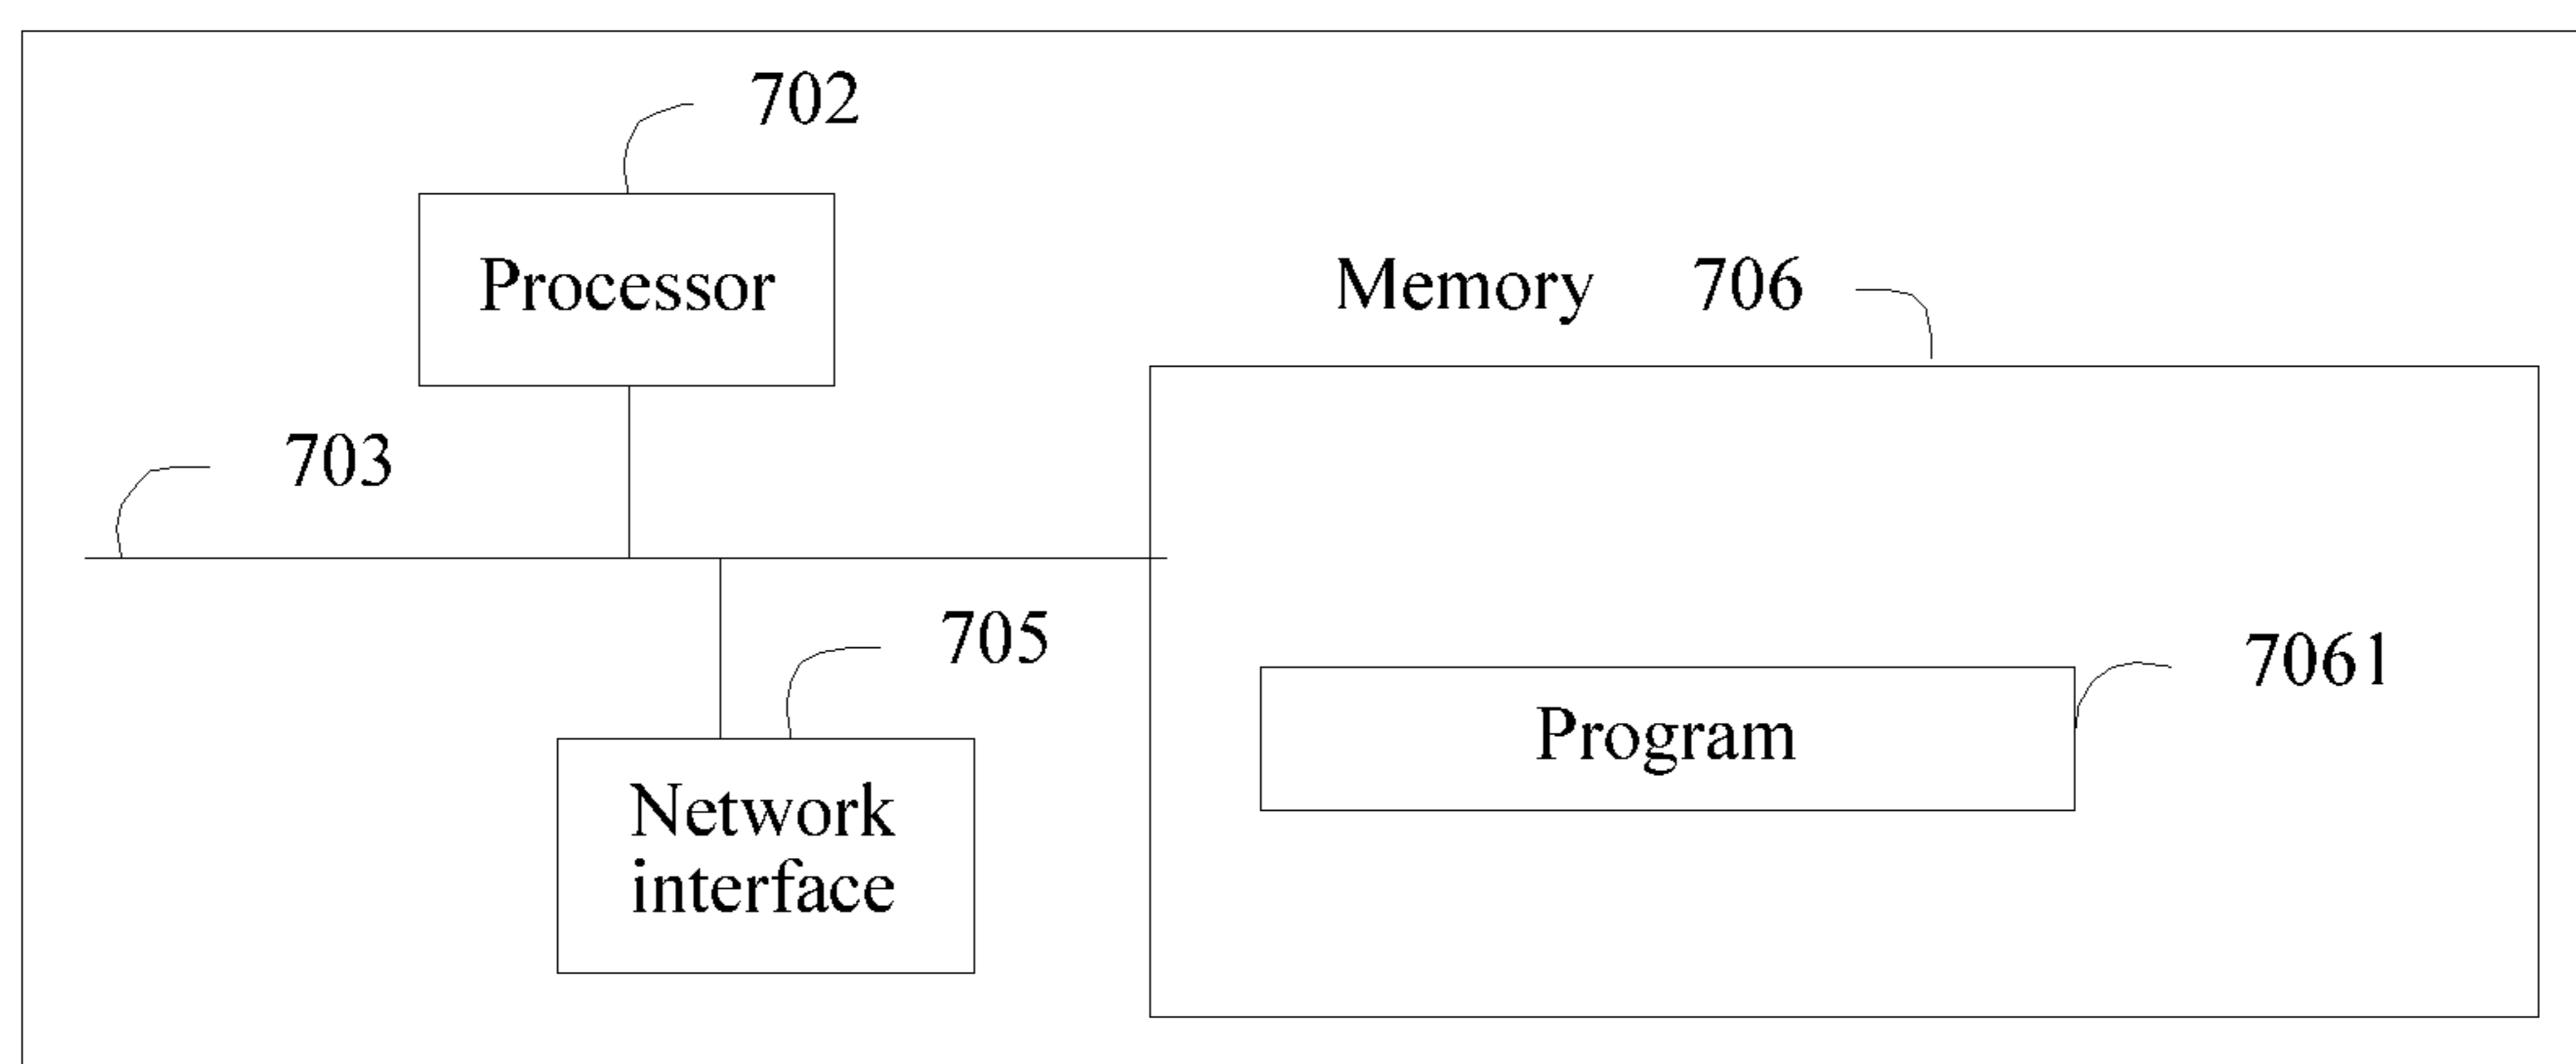 702
Processor
Memory 706
703
705
7061
Program
Network
interface